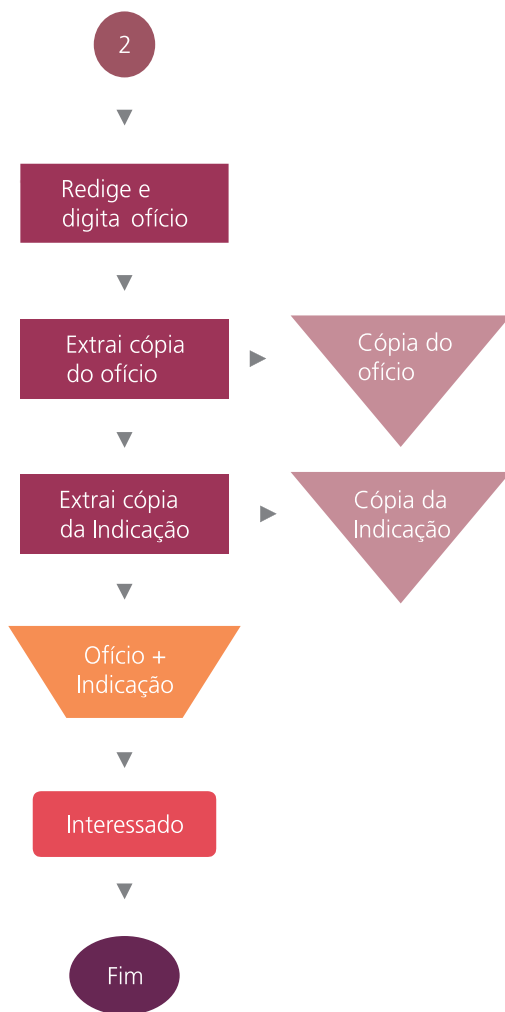 2
Redige e
digita ofício
Extrai cópia
do ofício
Cópia do
ofício
Extrai cópia
da Indicação
Cópia da
Indicação
Ofício +
Indicação
Interessado
Fim